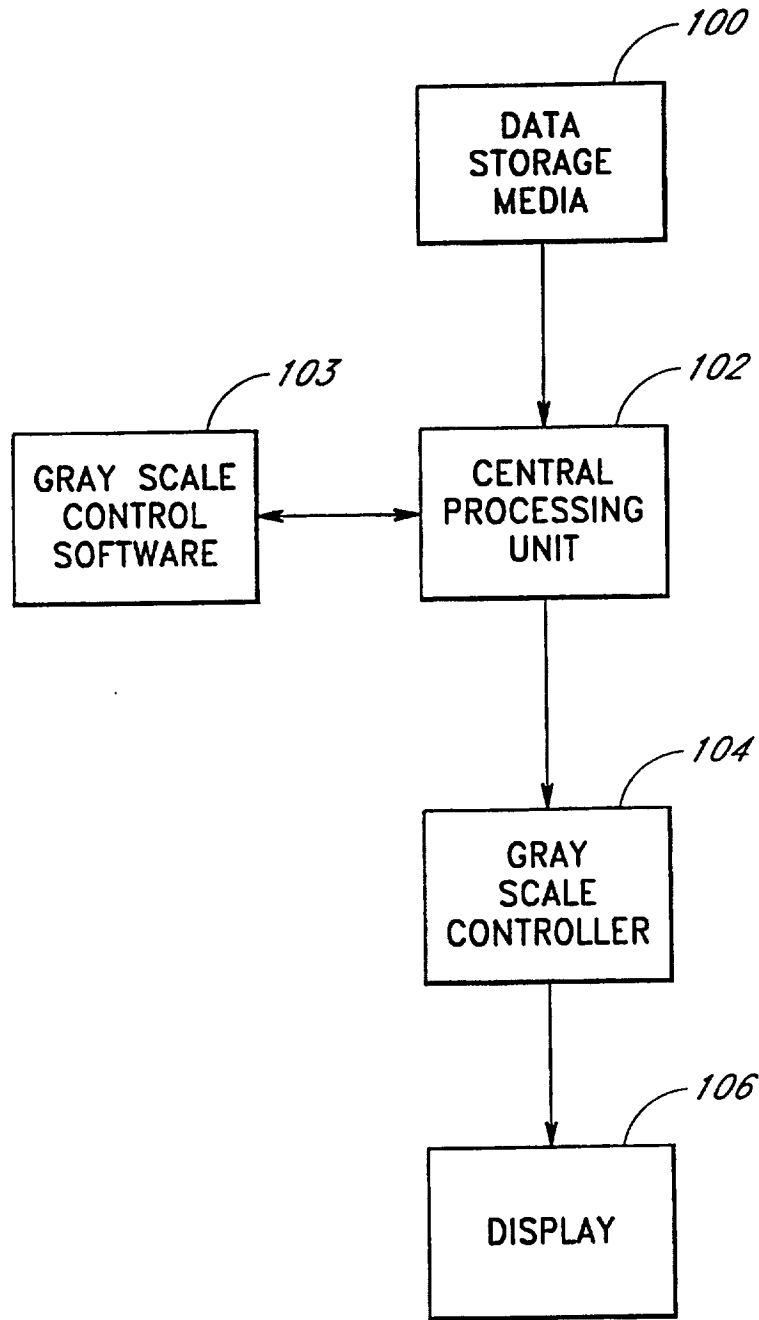 100
DATA
STORAGE
MEDIA
103
102
GRAY SCALE
CONTROL
SOFTWARE
CENTRAL
PROCESSING
UNIT
104
GRAY
SCALE
CONTROLLER
106
DISPLAY